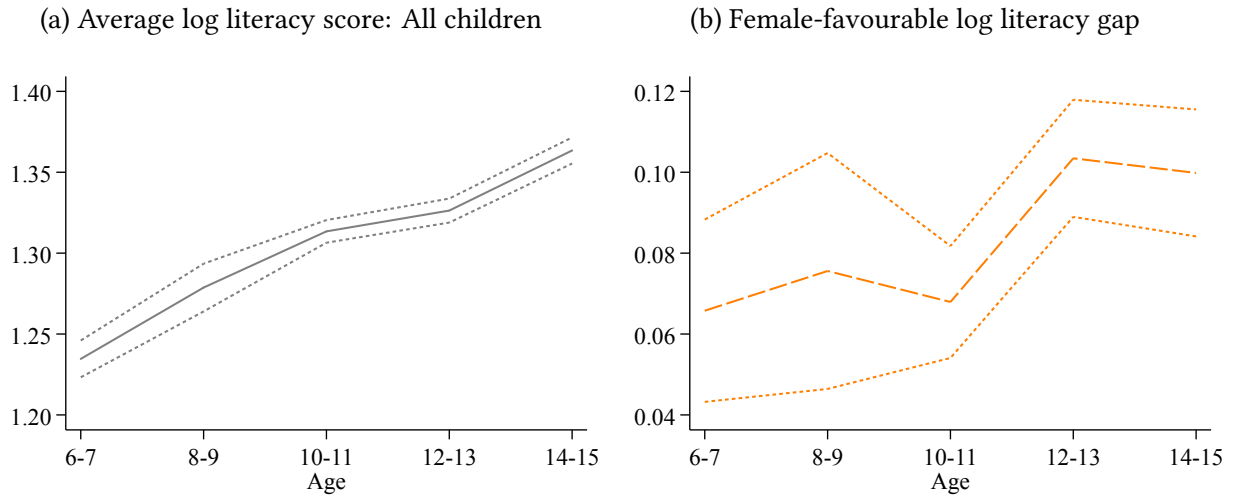 (a) Average log literacy score: All children
1.40
1.35
1.30
1.25
1.20
6-7 8-9 10-11 12-13 14-15
Age
(b) Female-favourable log literacy gap
0.12
0.10
0.08
0.06
0.04
6-7 8-9 10-11 12-13 14-15
Age